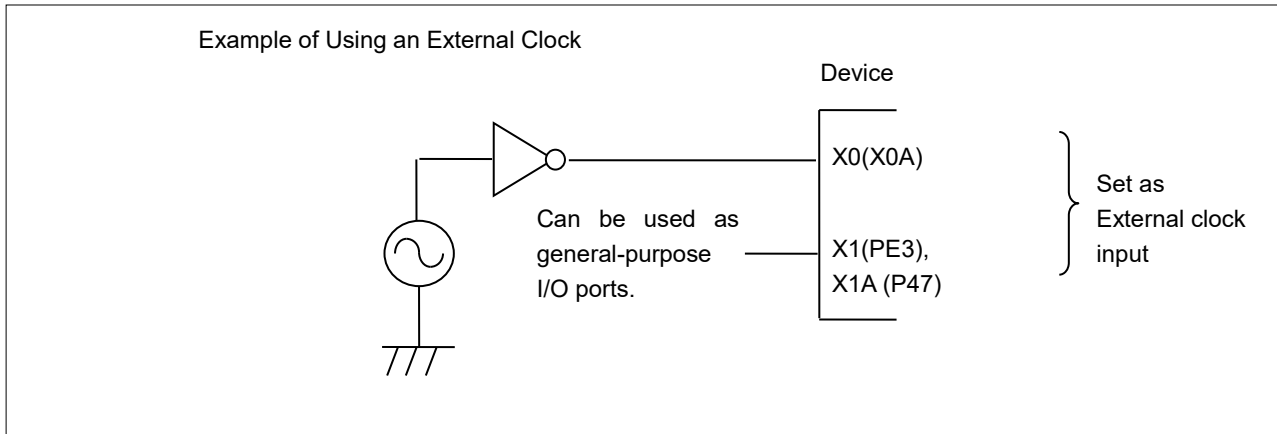 Example of Using an External Clock
Device
X0(X0A)
Can be used as
general-purpose
I/O ports.
X1(PE3),
X1A (P47)
Set as
External clock
input